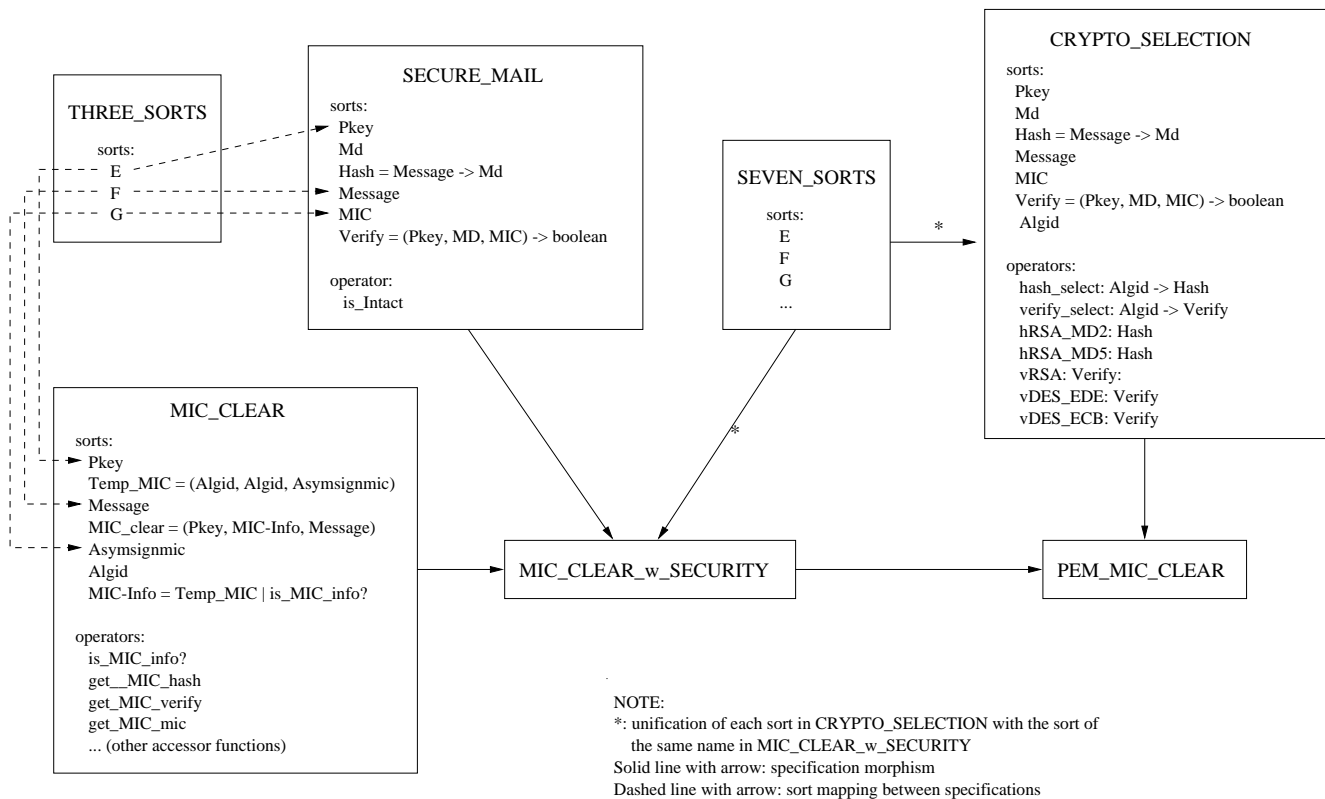 THREE_SORTS
sorts:
E
F
G
SECURE_MAIL
sorts:
Pkey
Md
Hash = Message -> Md
Message
MIC
Verify = (Pkey, MD, MIC) -> boolean
operator:
is_Intact
SEVEN_SORTS
sorts:
E
F
G
...
*
*
CRYPTO_SELECTION
sorts:
Pkey
Md
Hash = Message -> Md
Message
MIC
Verify = (Pkey, MD, MIC) -> boolean
Algid
operators:
hash_select: Algid -> Hash
verify_select: Algid -> Verify
hRSA_MD2: Hash
hRSA_MD5: Hash
vRSA: Verify:
vDES_EDE: Verify
vDES_ECB: Verify
MIC_CLEAR
sorts:
Pkey
Temp_MIC = (Algid, Algid, Asymsignmic)
Message
MIC_clear = (Pkey, MIC-Info, Message)
Asymsignmic
Algid
MIC-Info = Temp_MIC | is_MIC_info?
operators:
is_MIC_info?
get__MIC_hash
get_MIC_verify
get_MIC_mic
... (other accessor functions)
MIC_CLEAR_w_SECURITY
PEM_MIC_CLEAR
NOTE:
*: unification of each sort in CRYPTO_SELECTION with the sort of
the same name in MIC_CLEAR_w_SECURITY
Solid line with arrow: specification morphism
Dashed line with arrow: sort mapping between specifications